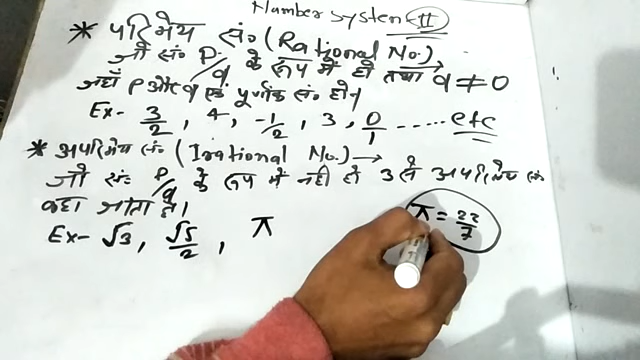 Number System-II
* परिमेय सं० (Rational No.) →
जो सं० P/q के रूप में हो तथा q ≠ 0
जहाँ P और q एवं पूर्णांक सं० हो।
Ex- 3/2, 4, -1/2, 3, 0/1 ..... etc
* अपरिमेय सं० (Irational No.) →
जो सं० P/q के रूप में नही हो उसे अपरिमेय सं०
कहा जाता है।
Ex- √3, √5/2, π
π = 22/7